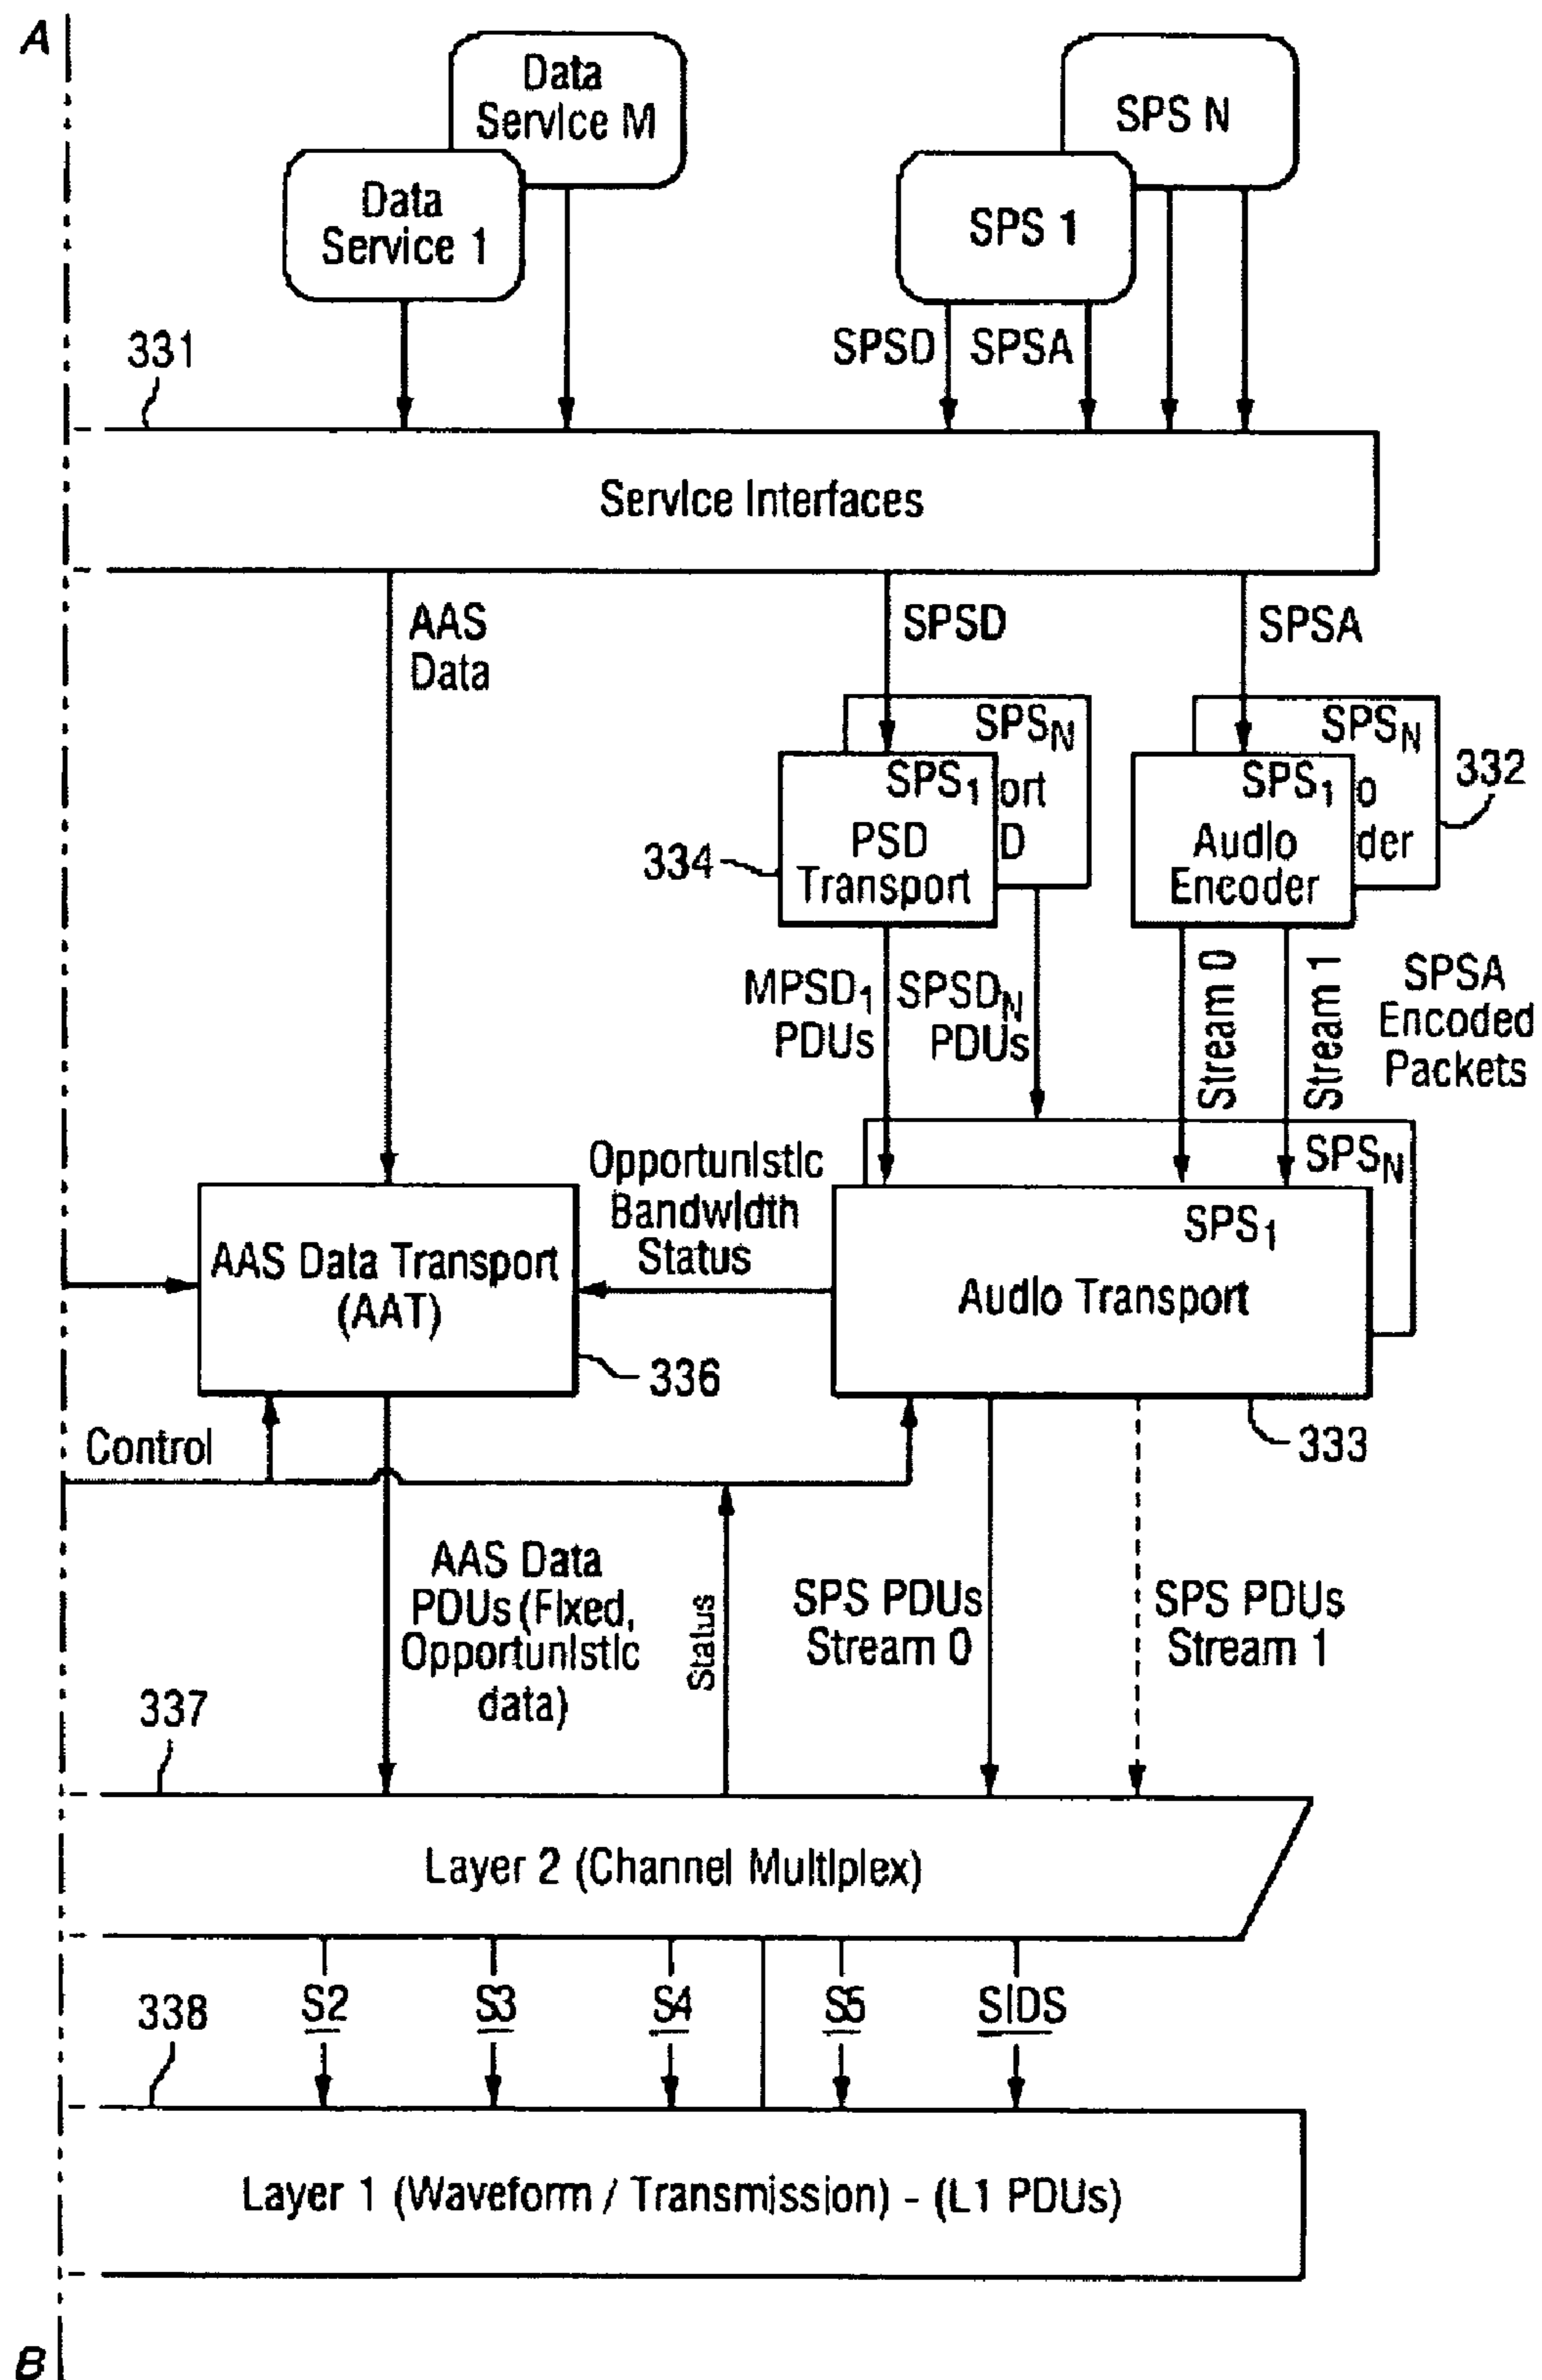 A
Data
Service M
SPS N
Data
Service 1
SPS 1
SPSD
SPSA
331
Service Interfaces
AAS
Data
SPSD
SPSA
SPSN
SPSN
332
SPS1
ort
SPS1
o
334
PSD
D
Transport
Audio
der
Encoder
MPSD1
PDUs
SPSDN
PDUs
Stream 0
Stream 1
SPSA
Encoded
Packets
Opportunistic
Bandwidth
Status
SPSN
SPS1
AAS Data Transport
(AAT)
Audio Transport
336
333
Control
AAS Data
PDUs (Fixed,
Opportunistic
data)
Status
SPS PDUs
Stream 0
SPS PDUs
Stream 1
337
Layer 2 (Channel Multiplex)
338
S2
S3
S4
S5
SIDS
Layer 1 (Waveform / Transmission) - (L1 PDUs)
B